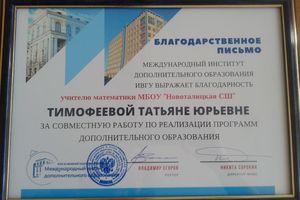 БЛАГОДАРСТВЕННОЕ
ПИСЬМО
МЕЖДУНАРОДНЫЙ ИНСТИТУТ
ДОПОЛНИТЕЛЬНОГО ОБРАЗОВАНИЯ
ИВГУ ВЫРАЖАЕТ БЛАГОДАРНОСТЬ
учителю математики МБОУ "Новоталицкая СШ"
ТИМОФЕЕВОЙ ТАТЬЯНЕ ЮРЬЕВНЕ
ЗА СОВМЕСТНУЮ РАБОТУ ПО РЕАЛИЗАЦИИ ПРОГРАММ
ДОПОЛНИТЕЛЬНОГО ОБРАЗОВАНИЯ
Международный институт
дополнительного образования
ВЛАДИМИР ЕГОРОВ
РЕКТОР
НИКИТА СОРОКИН